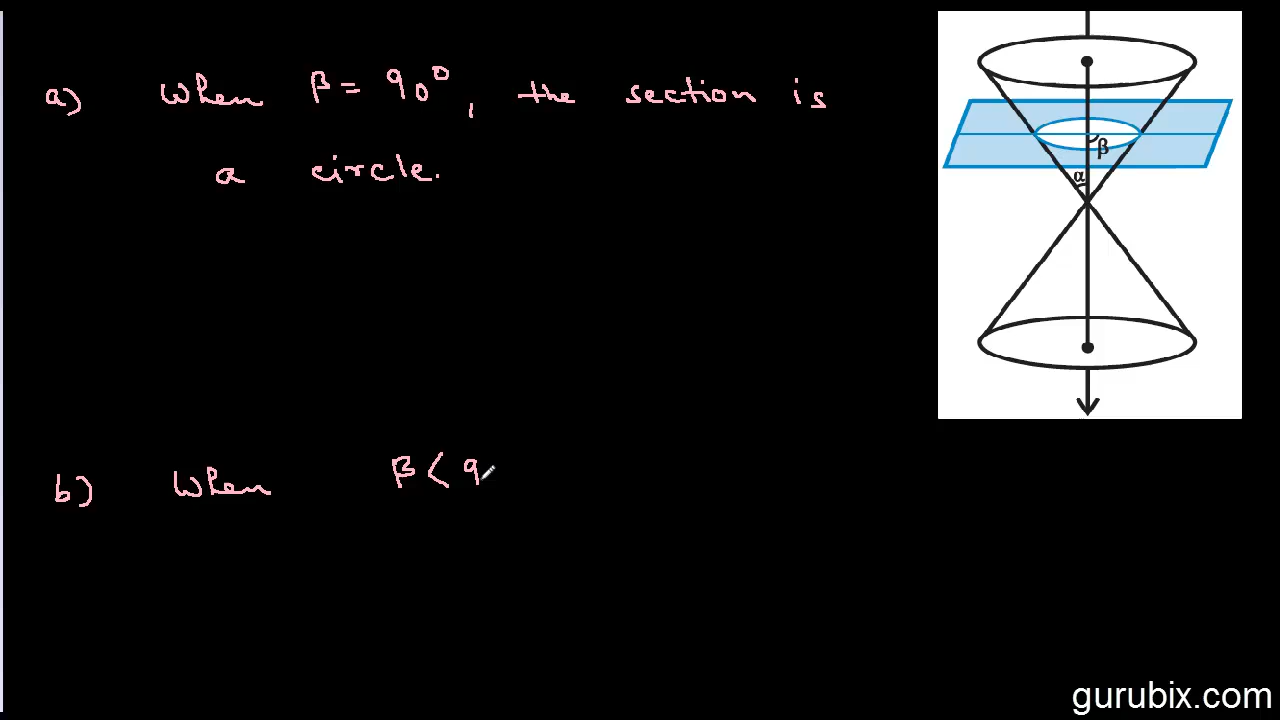 a) When β = 90°, the section is
a circle.
β
α
b) When β < 9
gurubix.com